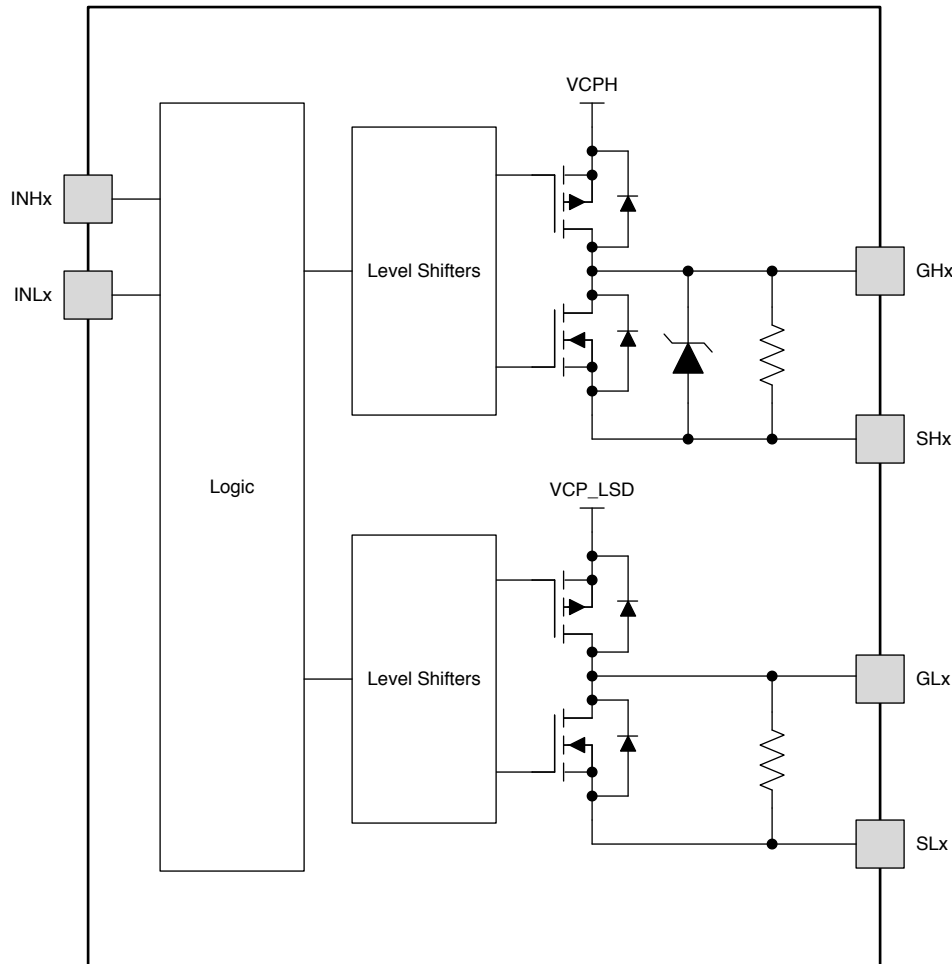 VCPH
INHx
INLx
Level Shifters
GHx
SHx
Logic
VCP_LSD
Level Shifters
GLx
SLx